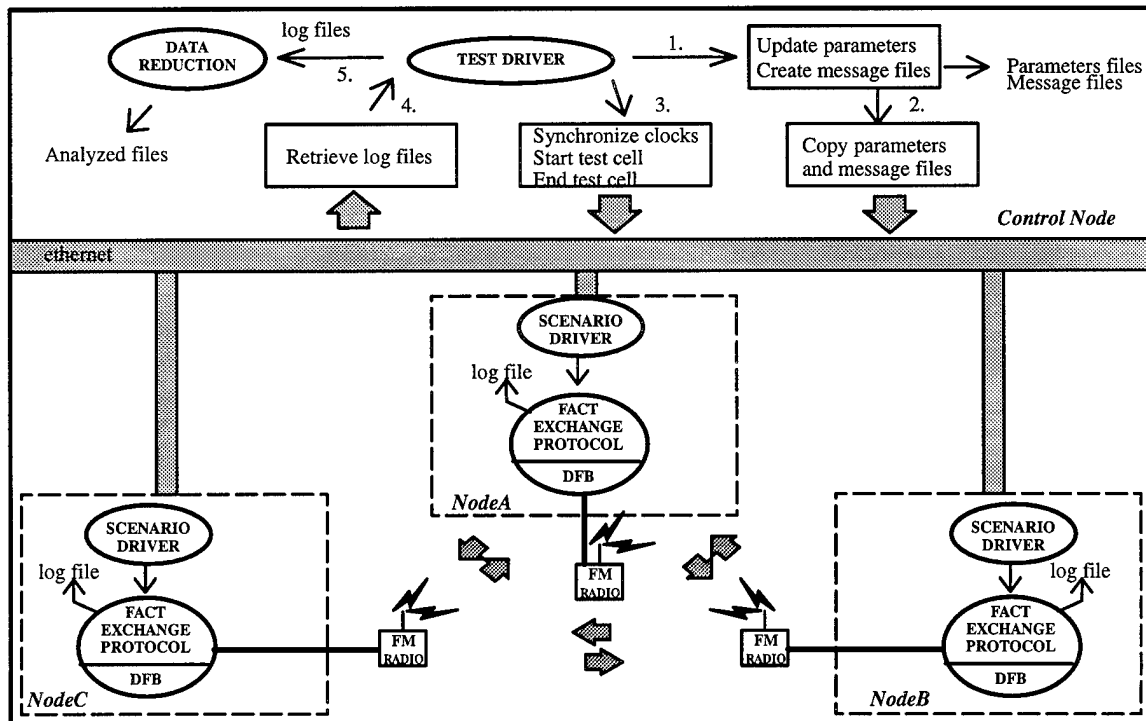 log files
DATA
REDUCTION
5.
TEST DRIVER
1.
Update parameters
Create message files
Parameters files
Message files
4.
3.
2.
Analyzed files
Retrieve log files
Synchronize clocks
Start test cell
End test cell
Copy parameters
and message files
Control Node
ethernet
SCENARIO
DRIVER
log file
FACT
EXCHANGE
PROTOCOL
DFB
NodeA
FM
RADIO
SCENARIO
DRIVER
log file
FACT
EXCHANGE
PROTOCOL
DFB
NodeC
FM
RADIO
FM
RADIO
SCENARIO
DRIVER
log file
FACT
EXCHANGE
PROTOCOL
DFB
NodeB